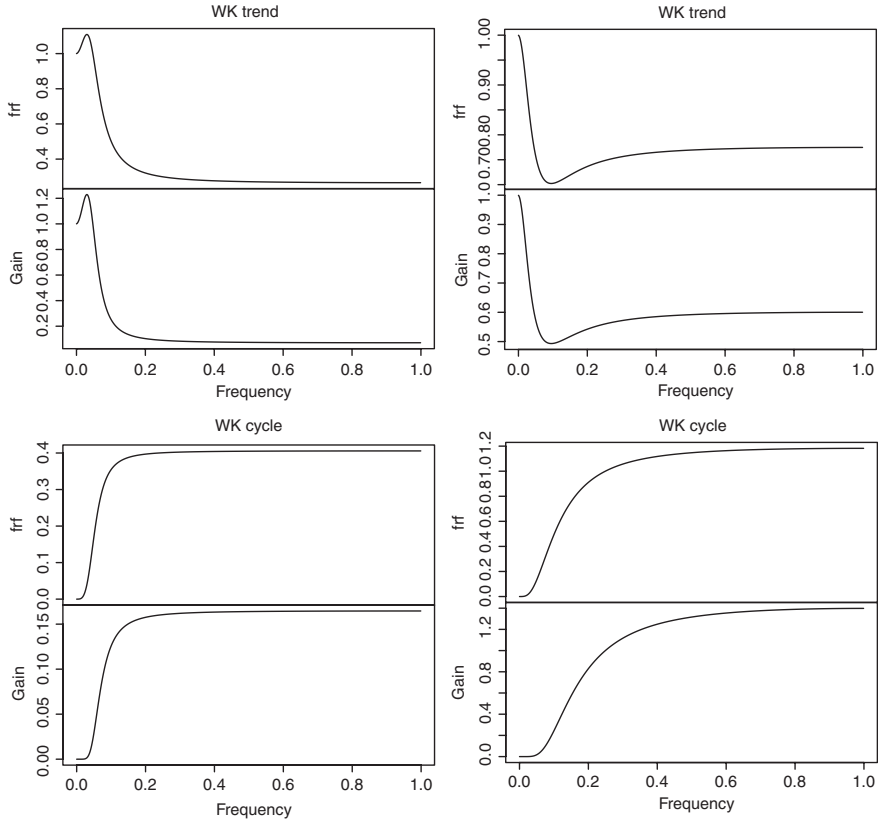 WK trend
frf
0.4 0.6 0.8 1.0
Gain
0.2 0.4 0.6 0.8 1.0 1.2
0.0 0.2 0.4 0.6 0.8 1.0
Frequency
WK trend
frf
0.70 0.80 0.90 1.00
Gain
0.5 0.6 0.7 0.8 0.9 1.0
0.0 0.2 0.4 0.6 0.8 1.0
Frequency
WK cycle
frf
0.0 0.1 0.2 0.3 0.4
Gain
0.00 0.05 0.10 0.15
0.0 0.2 0.4 0.6 0.8 1.0
Frequency
WK cycle
frf
0.0 0.2 0.4 0.6 0.8 1.0 1.2
Gain
0.0 0.4 0.8 1.2
0.0 0.2 0.4 0.6 0.8 1.0
Frequency